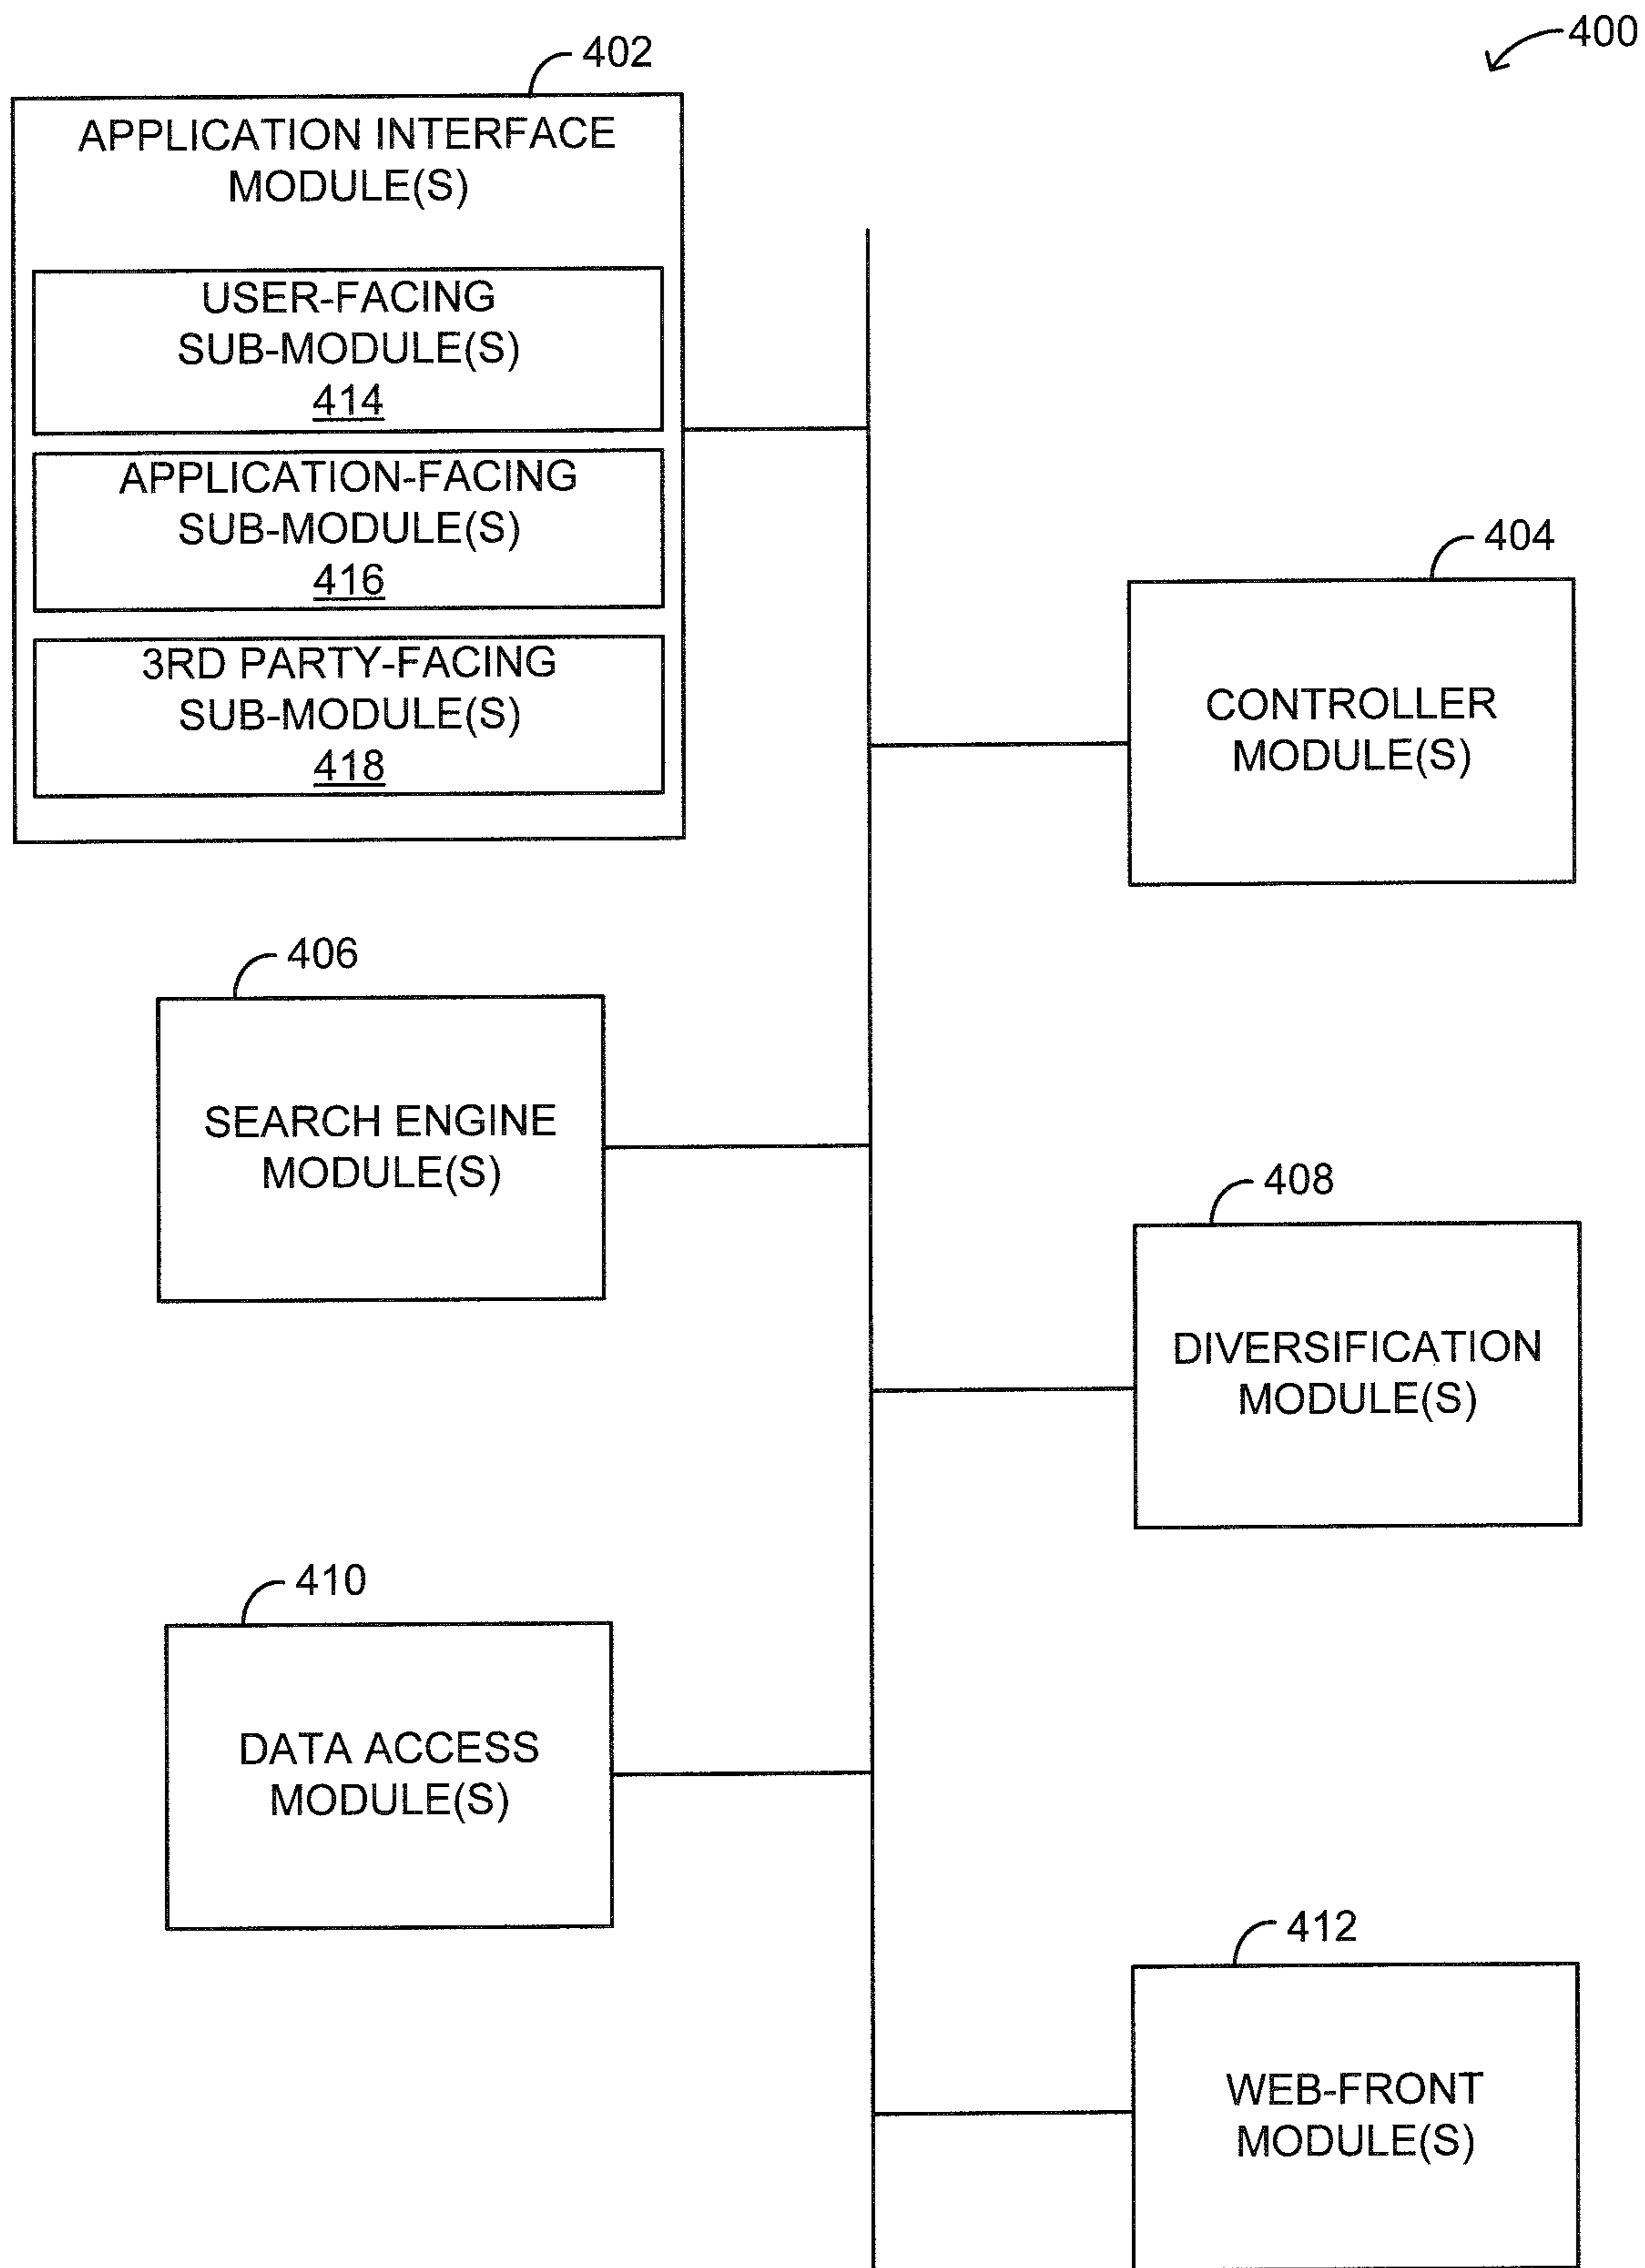 400
402
APPLICATION INTERFACE
MODULE(S)
USER-FACING
SUB-MODULE(S)
414
APPLICATION-FACING
SUB-MODULE(S)
416
3RD PARTY-FACING
SUB-MODULE(S)
418
404
CONTROLLER
MODULE(S)
406
SEARCH ENGINE
MODULE(S)
408
DIVERSIFICATION
MODULE(S)
410
DATA ACCESS
MODULE(S)
412
WEB-FRONT
MODULE(S)